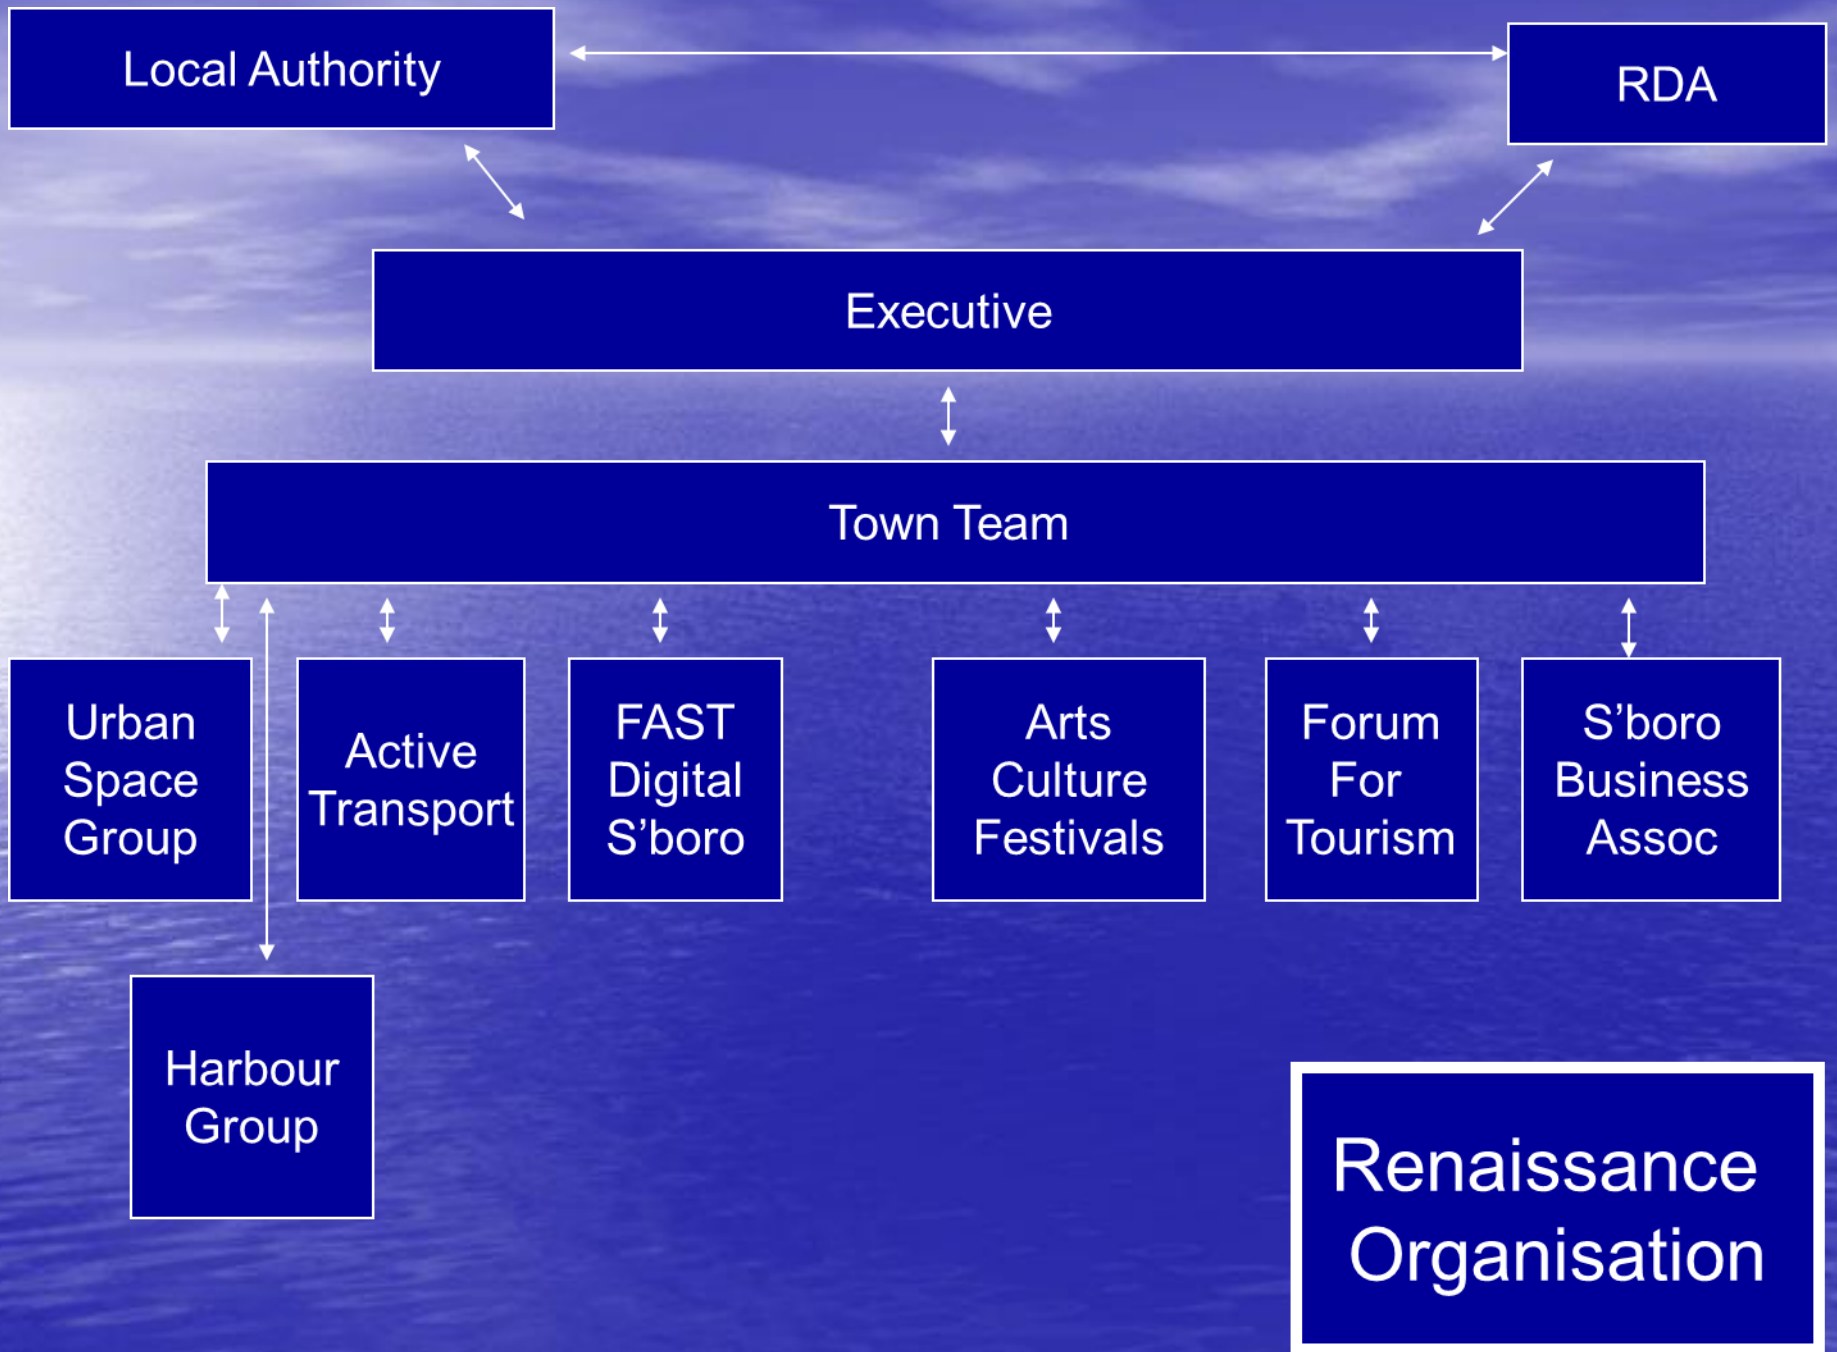 Local Authority
RDA
Executive
Town Team
Urban
Space
Group
Active
Transport
FAST
Digital
S’boro
Arts
Culture
Festivals
Forum
For
Tourism
S’boro
Business
Assoc
Harbour
Group
Renaissance
Organisation